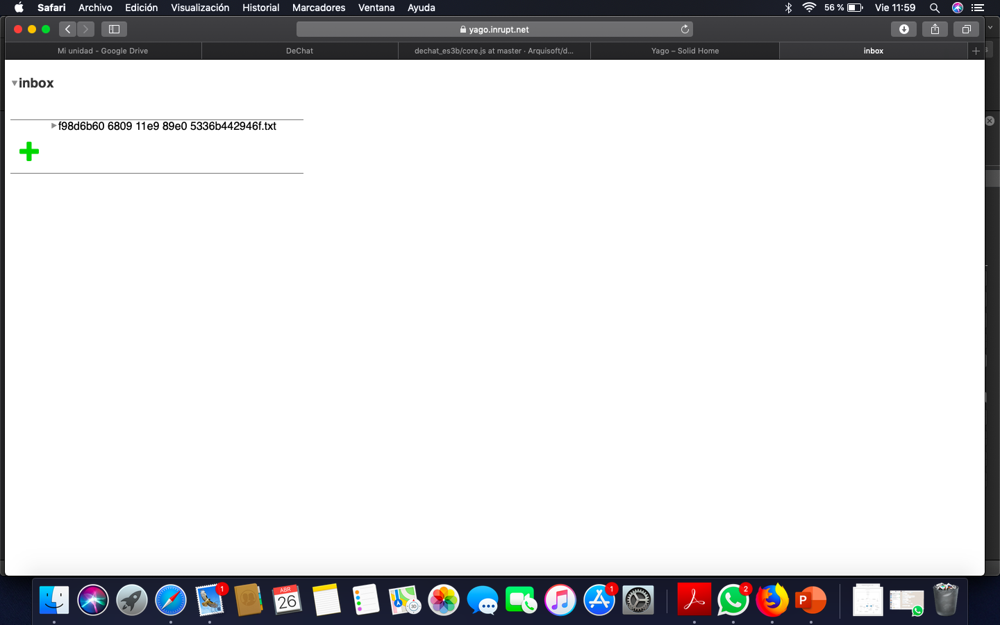 Safari Archivo Edición Visualización Historial Marcadores Ventana Ayuda 56 % Vie 11:59
yago.inrupt.net
Mi unidad - Google Drive DeChat dechat_es3b/core.js at master · Arquisoft/d... Yago – Solid Home inbox
inbox
f98d6b60 6809 11e9 89e0 5336b442946f.txt
1 ABR 26 3D 1 2 P